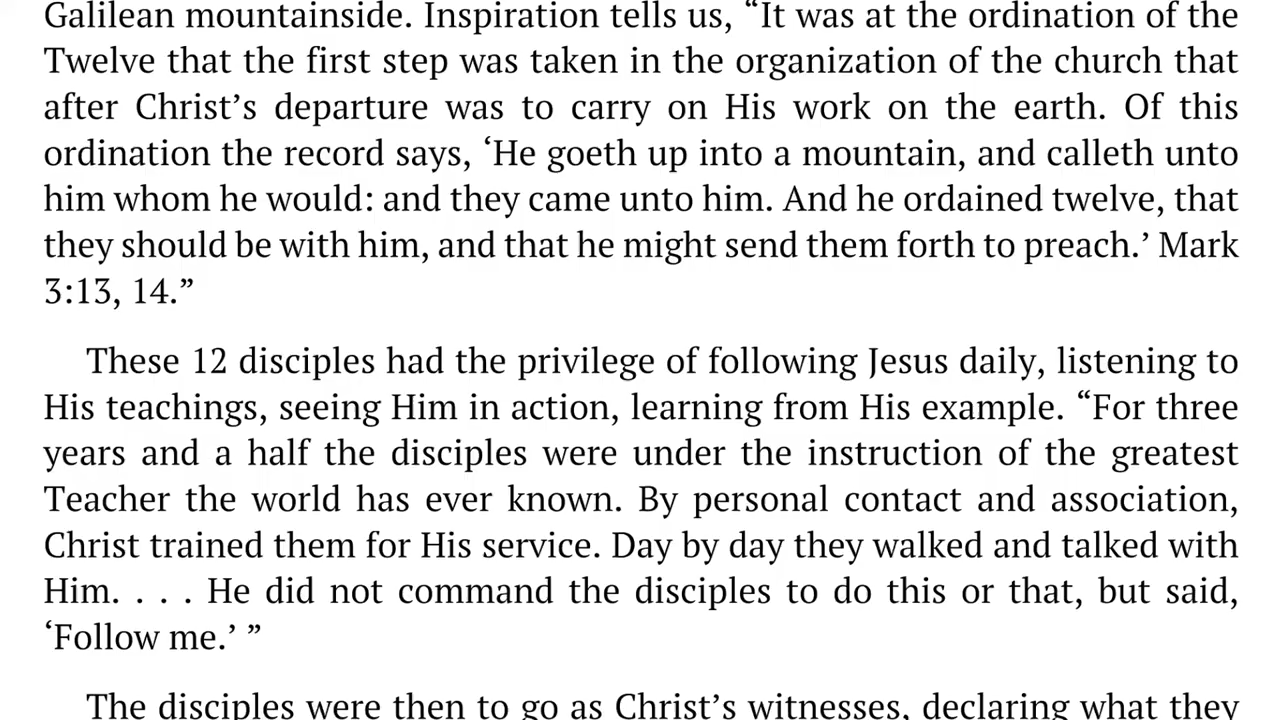 Galilean mountainside. Inspiration tells us, “It was at the ordination of the
Twelve that the first step was taken in the organization of the church that
after Christ’s departure was to carry on His work on the earth. Of this
ordination the record says, ‘He goeth up into a mountain, and calleth unto
him whom he would: and they came unto him. And he ordained twelve, that
they should be with him, and that he might send them forth to preach.’ Mark
3:13, 14.”
These 12 disciples had the privilege of following Jesus daily, listening to
His teachings, seeing Him in action, learning from His example. “For three
years and a half the disciples were under the instruction of the greatest
Teacher the world has ever known. By personal contact and association,
Christ trained them for His service. Day by day they walked and talked with
Him. . . . He did not command the disciples to do this or that, but said,
‘Follow me.’ ”
The disciples were then to go as Christ’s witnesses, declaring what they